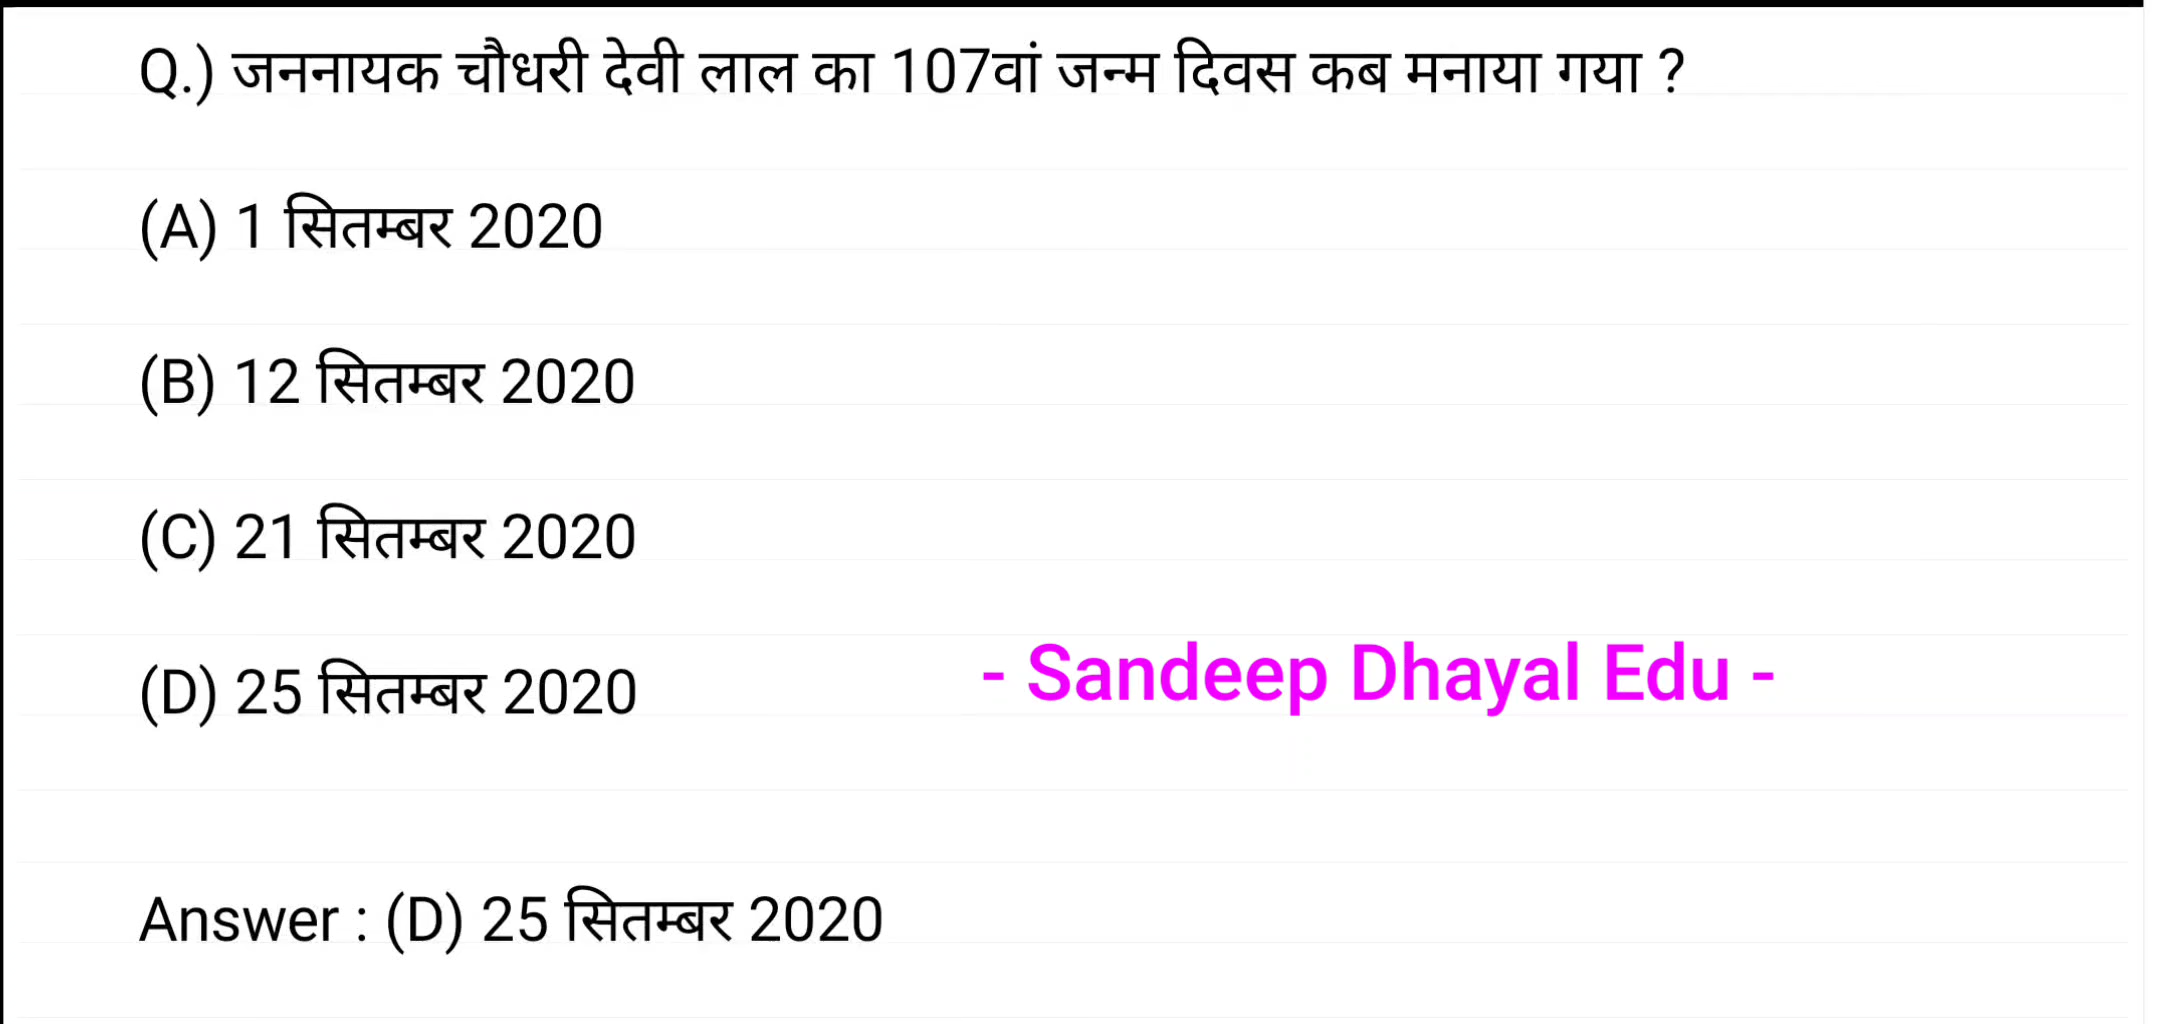 Q.) जननायक चौधरी देवी लाल का 107वां जन्म दिवस कब मनाया गया ?
(A) 1 सितम्बर 2020
(B) 12 सितम्बर 2020
(C) 21 सितम्बर 2020
(D) 25 सितम्बर 2020
- Sandeep Dhayal Edu -
Answer : (D) 25 सितम्बर 2020